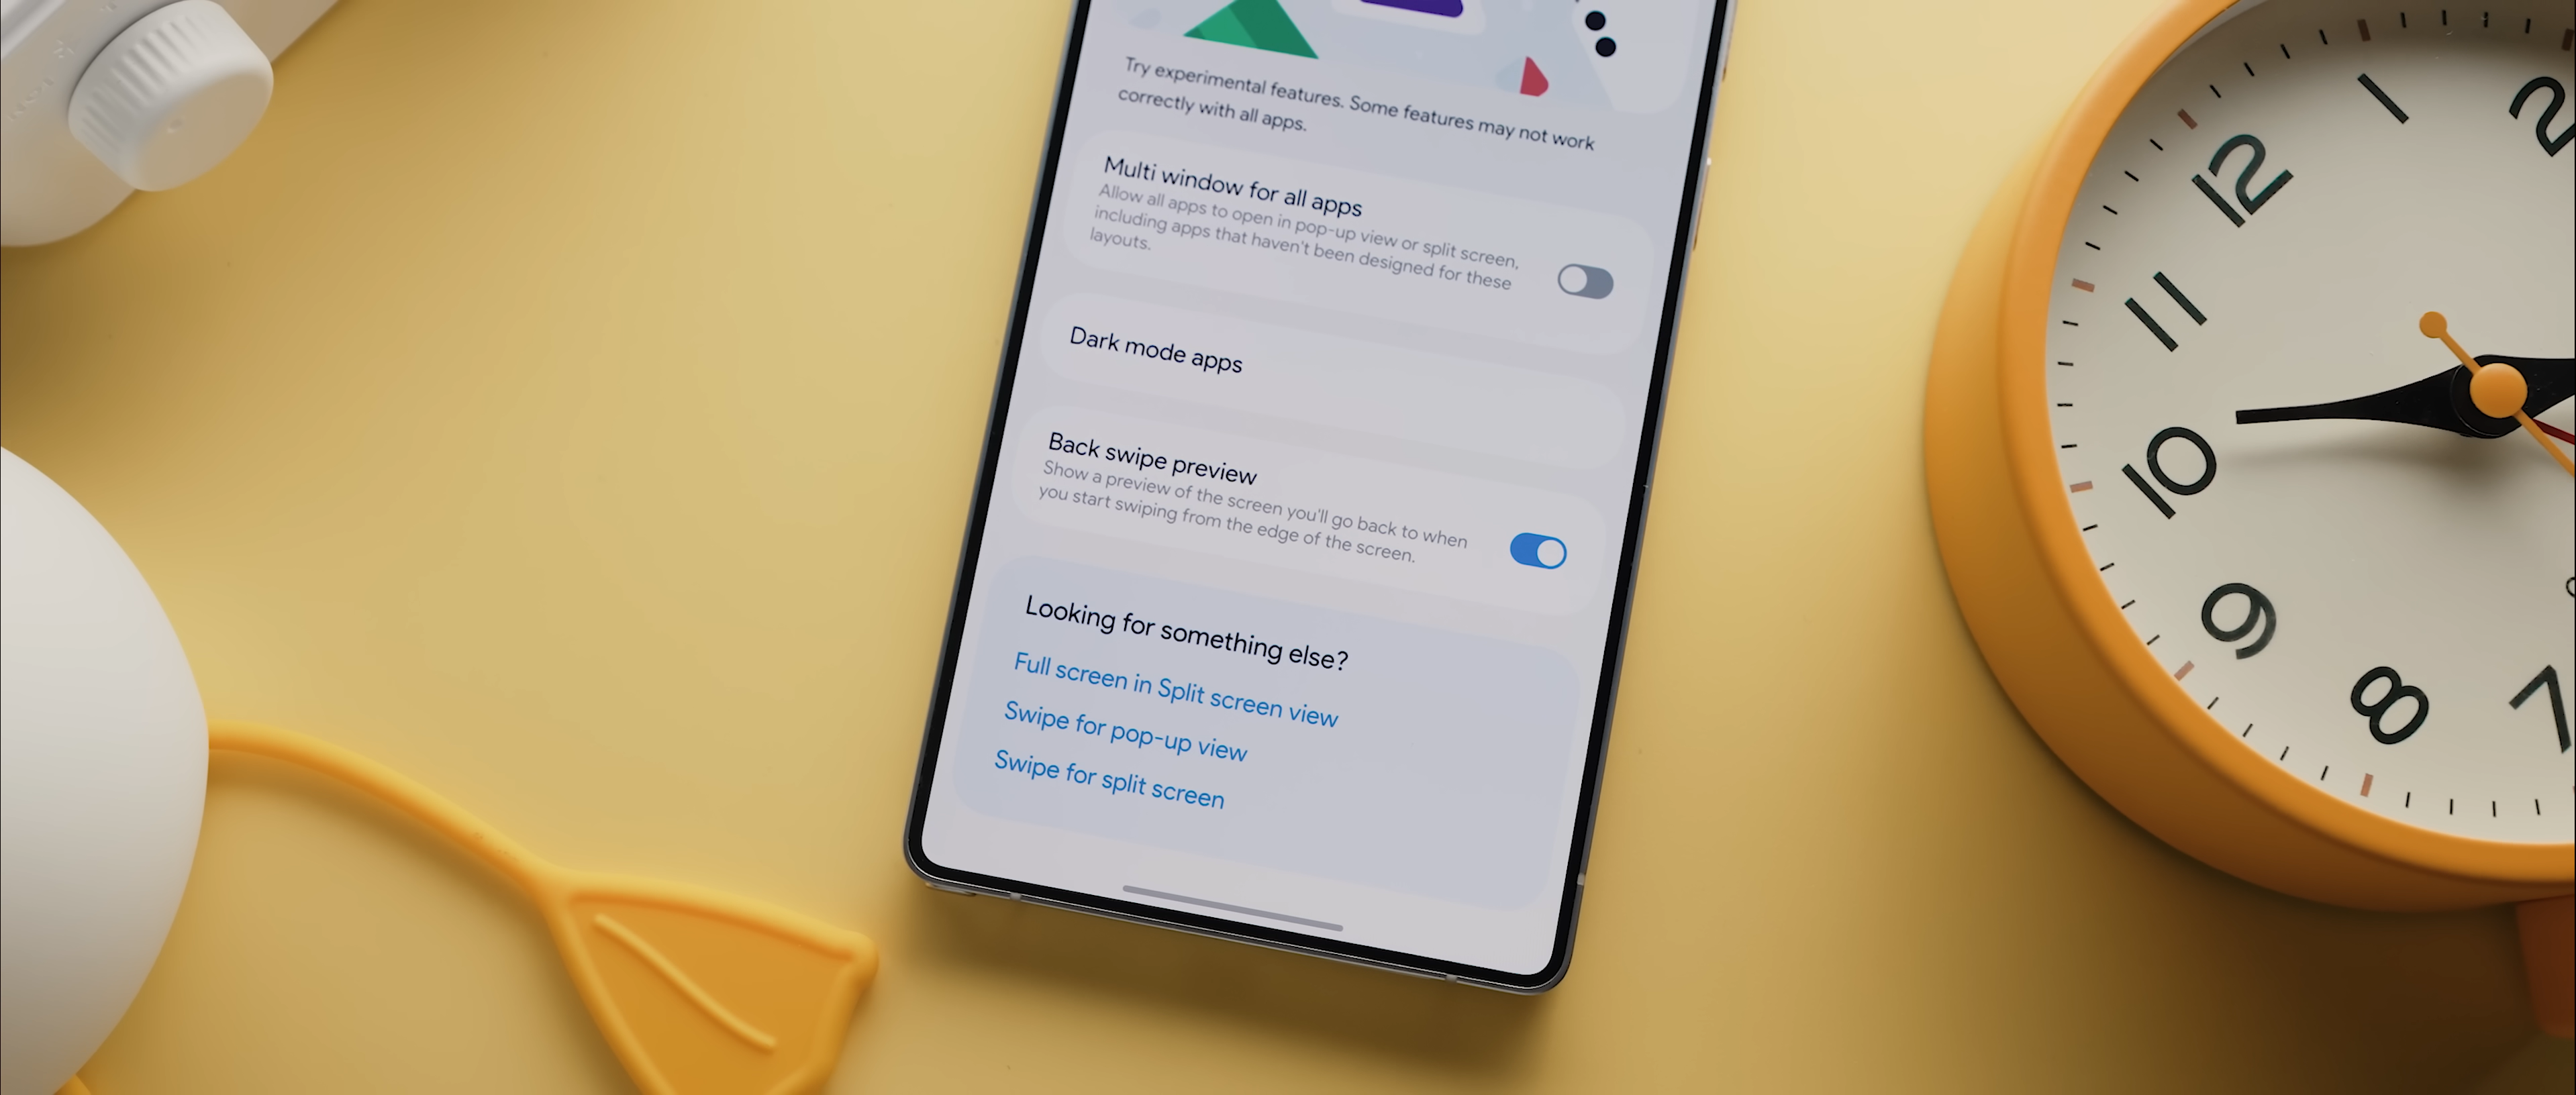 Try experimental features. Some features may not work
correctly with all apps.
Multi window for all apps
Allow all apps to open in pop-up view or split screen,
including apps that haven't been designed for these
layouts.
Dark mode apps
Back swipe preview
Show a preview of the screen you'll go back to when
you start swiping from the edge of the screen.
Looking for something else?
Full screen in Split screen view
Swipe for pop-up view
Swipe for split screen
1
2
12
11
10
9
8
7